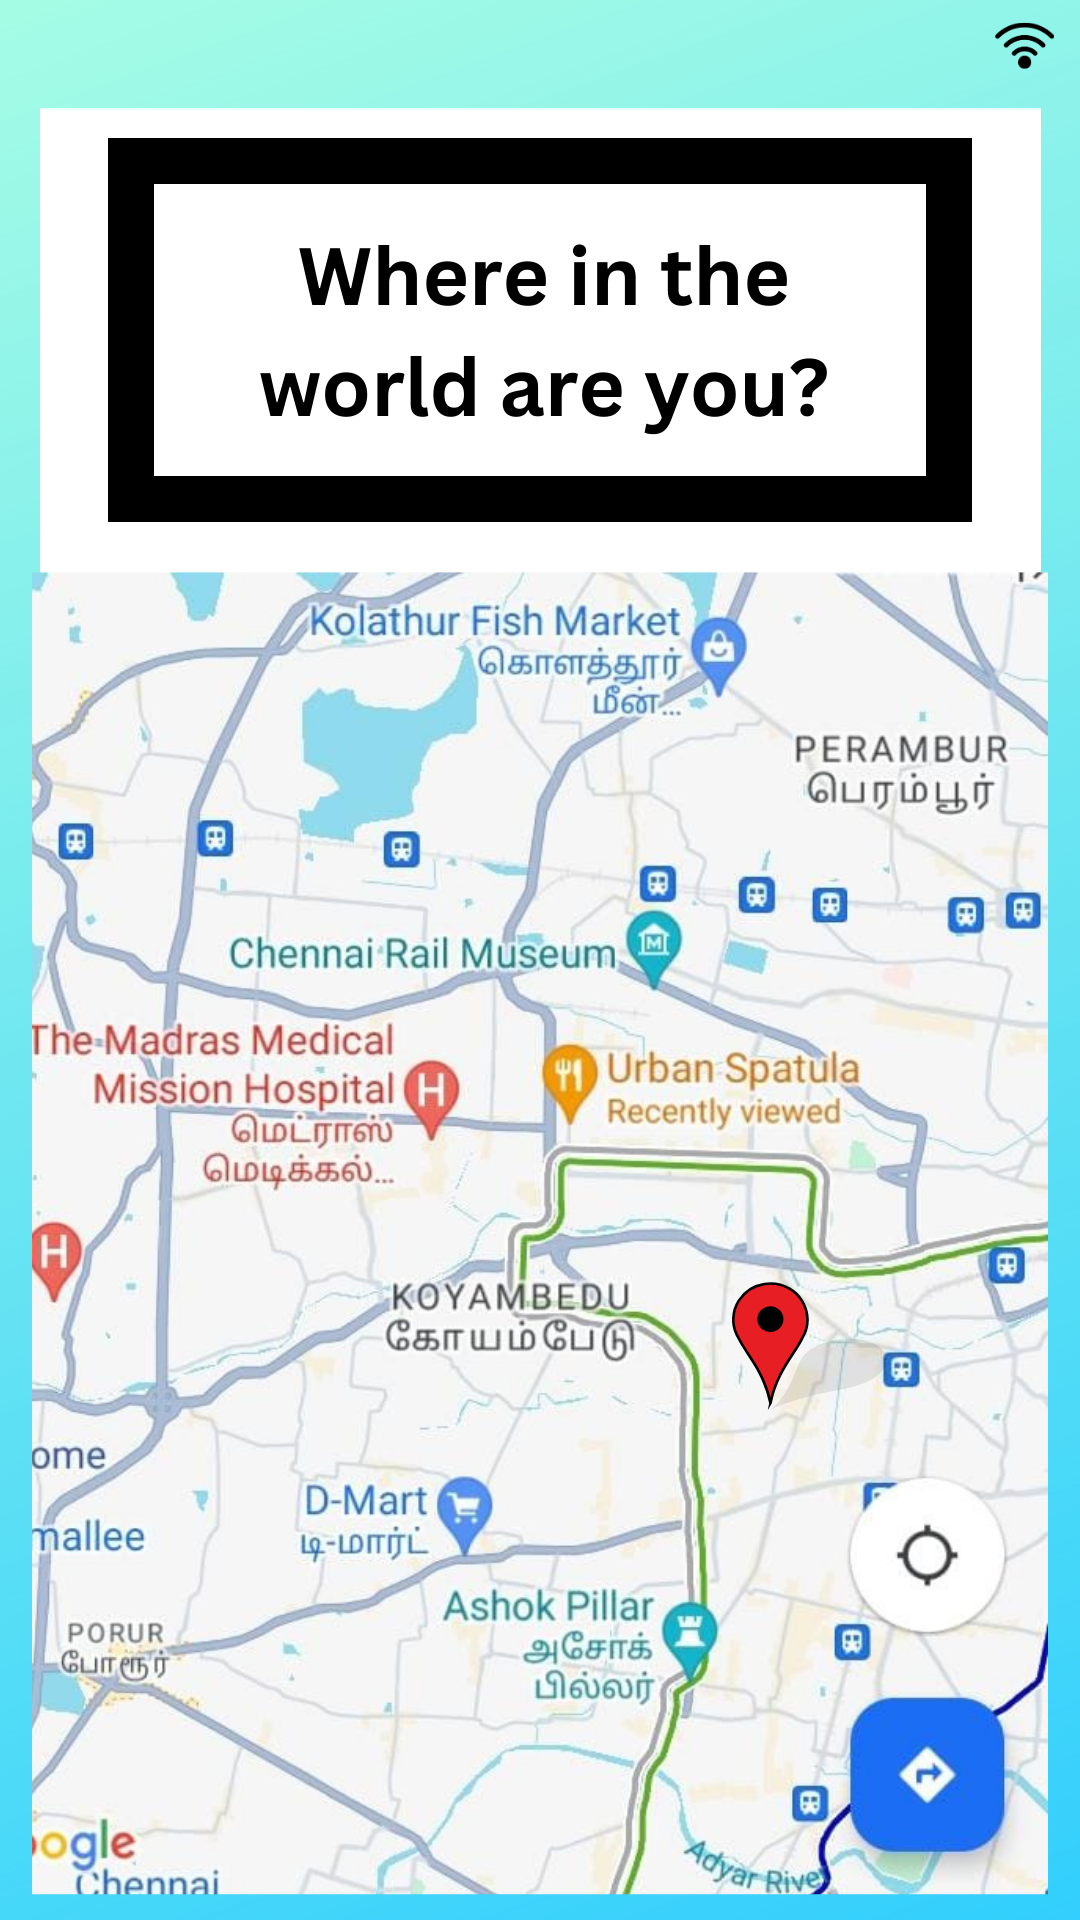 Where in the
world are you?
Kolathur Fish Market
கொளத்தூர்
மீன்...
PERAMBUR
பெரம்பூர்
Chennai Rail Museum
M
The Madras Medical
Mission Hospital
H
மெட்ராஸ்
மெடிக்கல்...
Urban Spatula
Recently viewed
H
KOYAMBEDU
கோயம்பேடு
ome
mallee
D-Mart
டி-மார்ட்
Ashok Pillar
அசோக்
பில்லர்
PORUR
போரூர்
ogle
Chennai
Adyar Rive